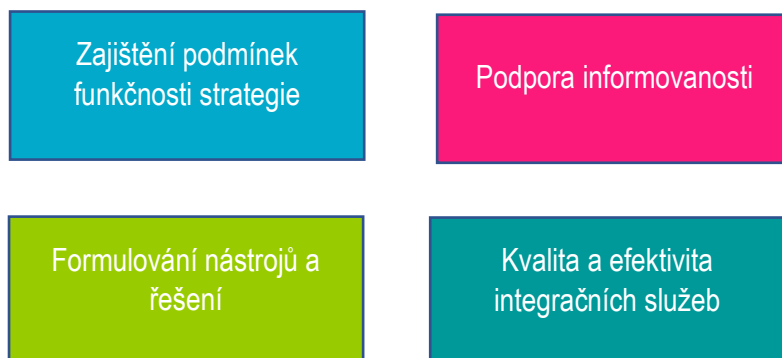 Zajištění podmínek
funkčnosti strategie
Podpora informovanosti
Formulování nástrojů a
řešení
Kvalita a efektivita
integračních služeb